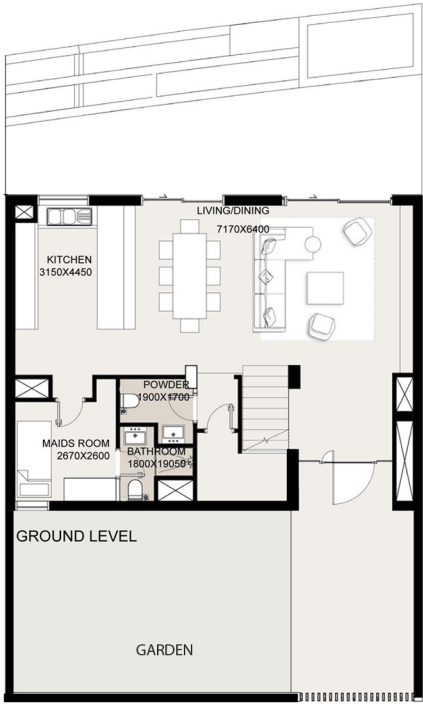 LIVING/DINING
7170X6400
KITCHEN
3150X4450
POWDER
1900X1700
MAIDS ROOM
2670X2600
BATHROOM
1800X19050
GROUND LEVEL
GARDEN